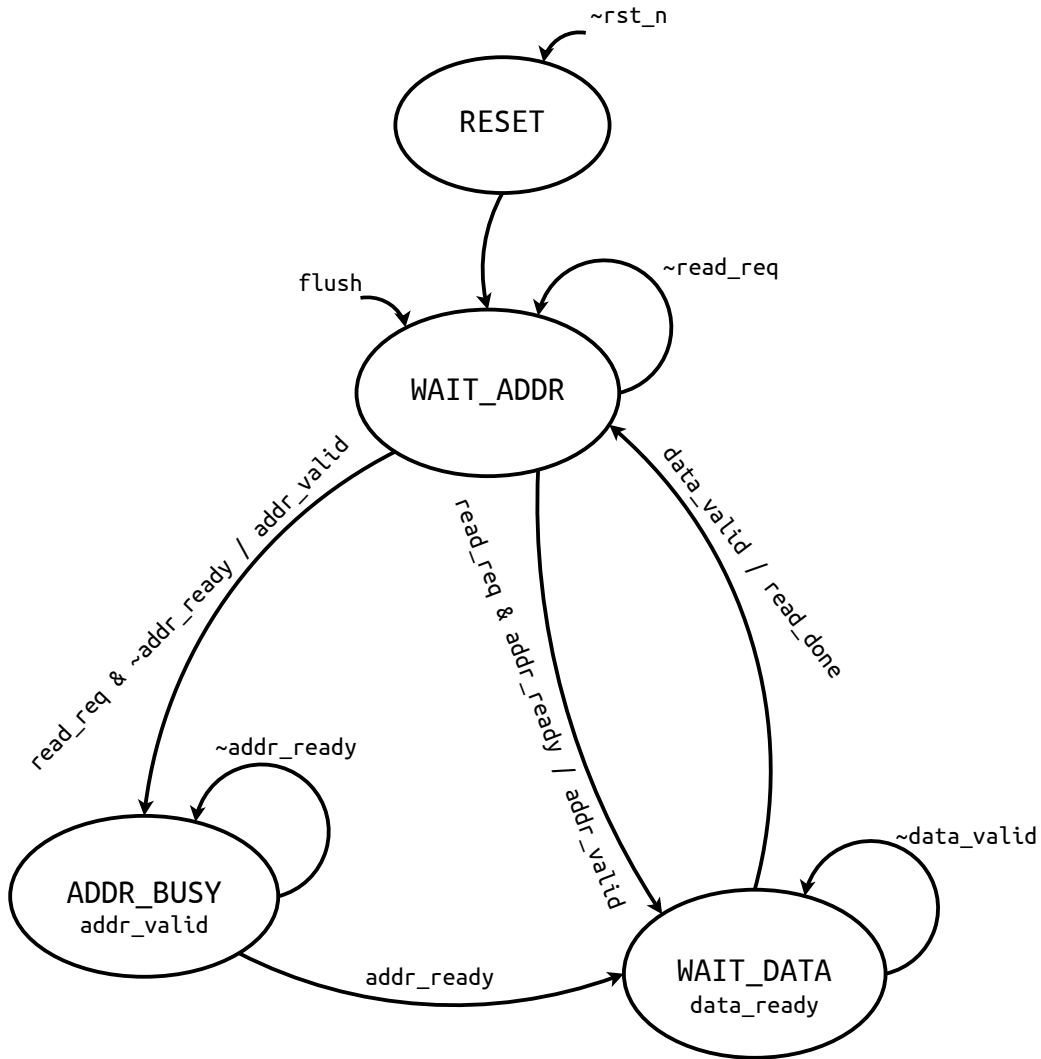 ~rst_n
RESET
flush
~read_req
WAIT_ADDR
read_req & ~addr_ready / addr_valid
read_req & addr_ready / addr_valid
data_valid / read_done
~addr_ready
ADDR_BUSY
addr_valid
~data_valid
addr_ready
WAIT_DATA
data_ready